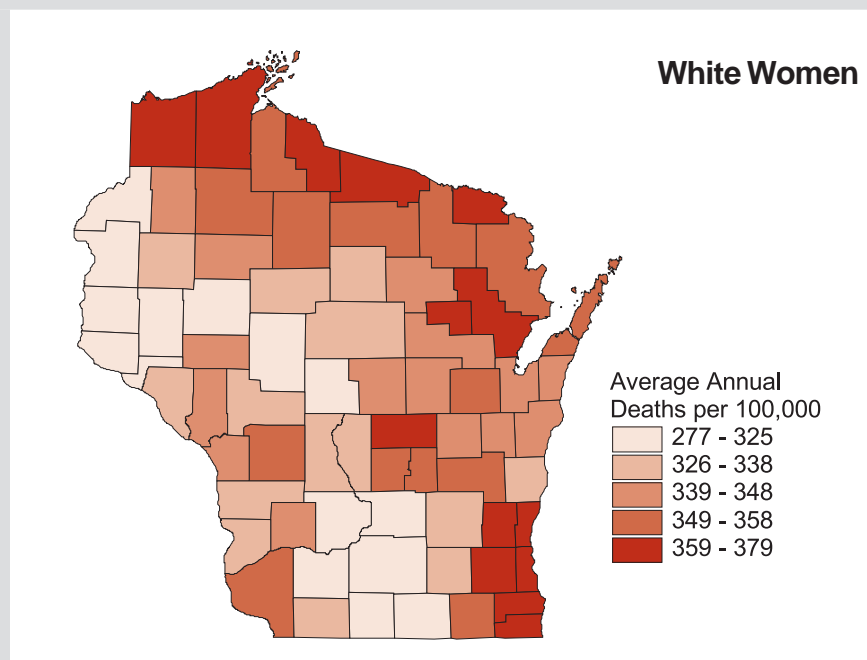 White Women
Average Annual
Deaths per 100,000
277 - 325
326 - 338
339 - 348
349 - 358
359 - 379